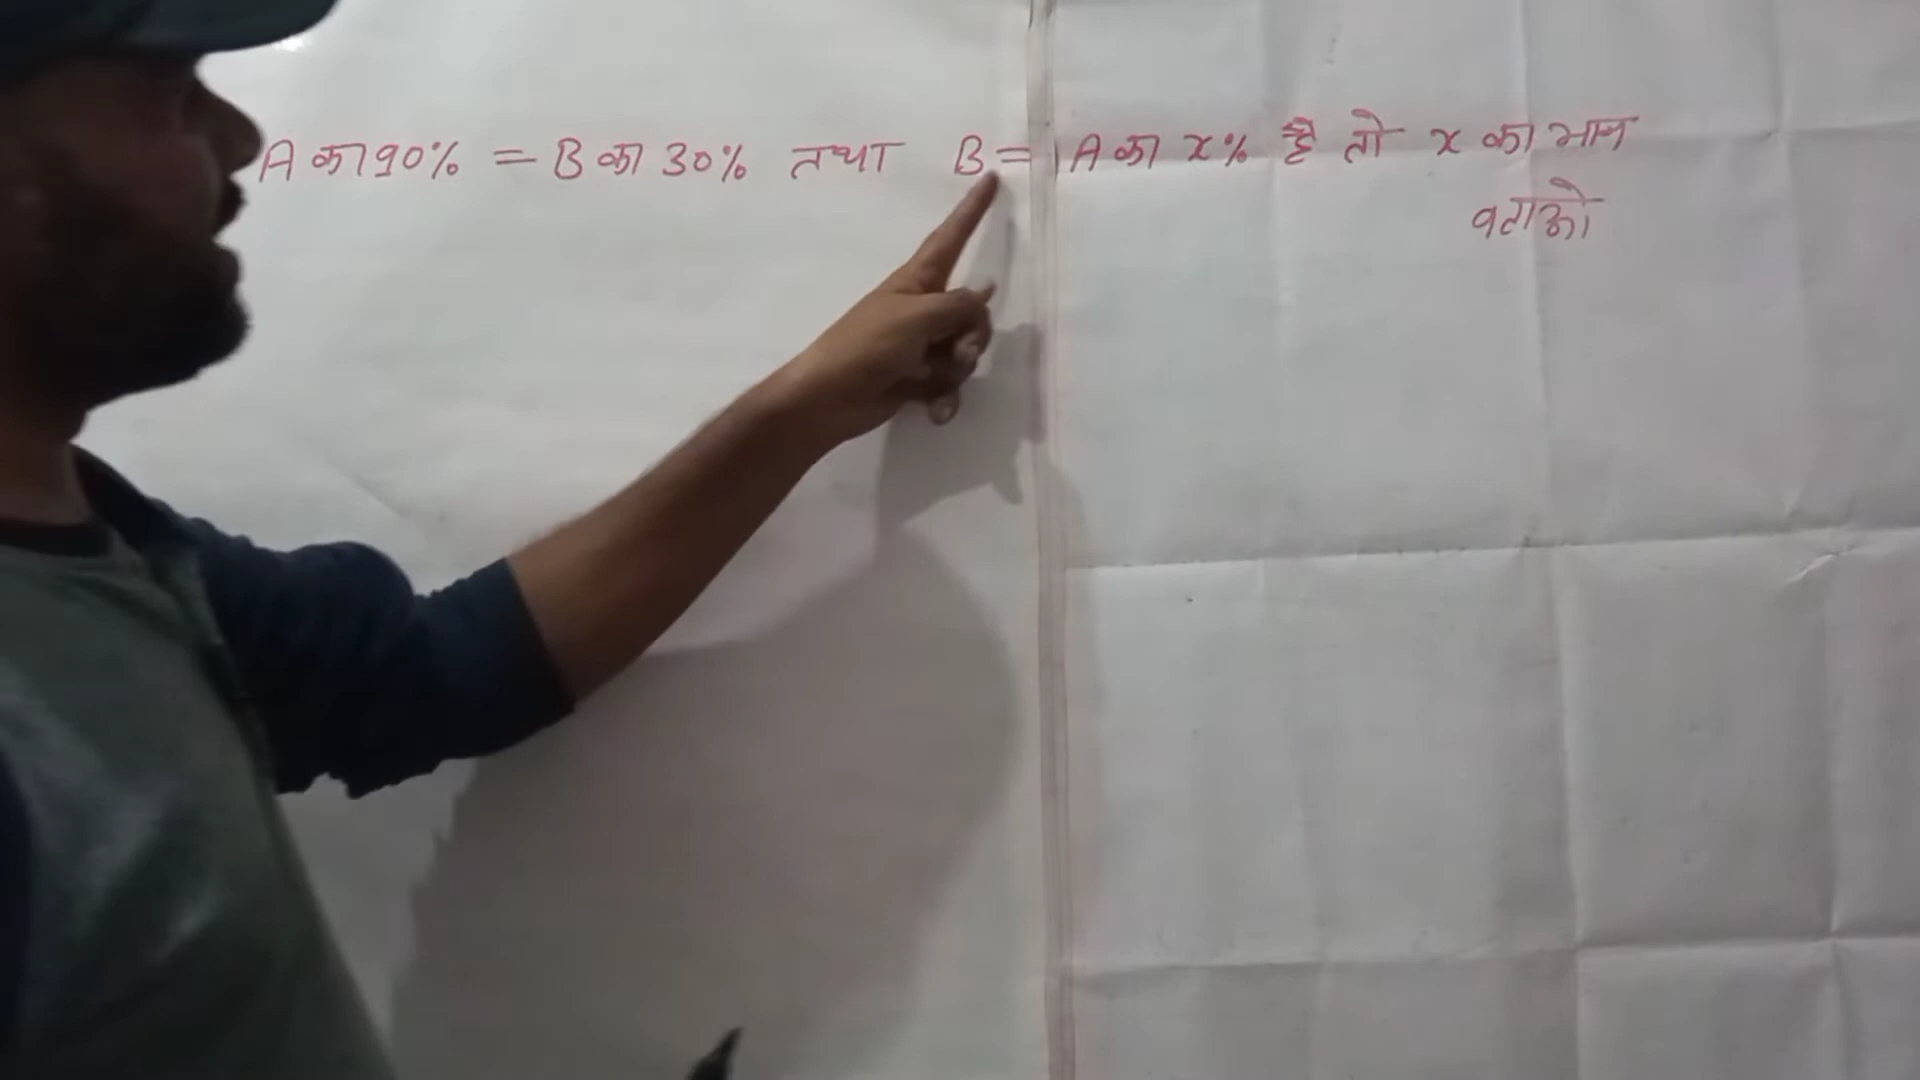 A का 90% = B का 30% तथा B = A का x% है तो x का मान
बताओ